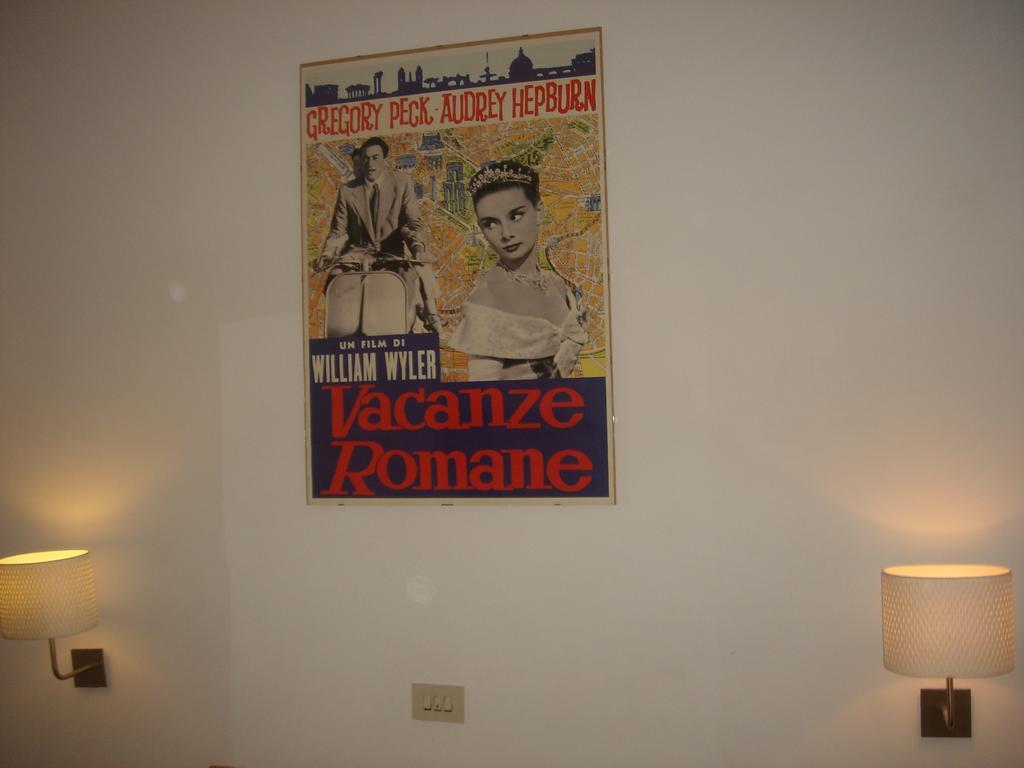 GREGORY PECK - AUDREY HEPBURN
UN FILM DI
WILLIAM WYLER
Vacanze
Romane